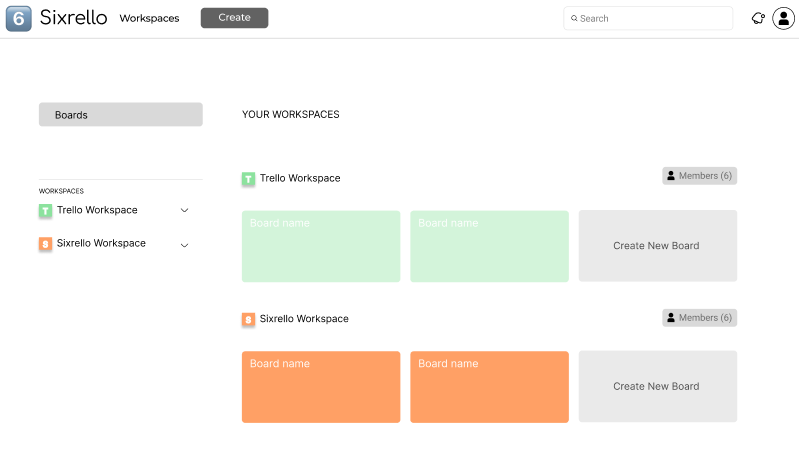 6 Sixrello Workspaces Create Search
Boards
YOUR WORKSPACES
WORKSPACES
T Trello Workspace
S Sixrello Workspace
T Trello Workspace Members (6)
Board name Board name Create New Board
S Sixrello Workspace Members (6)
Board name Board name Create New Board